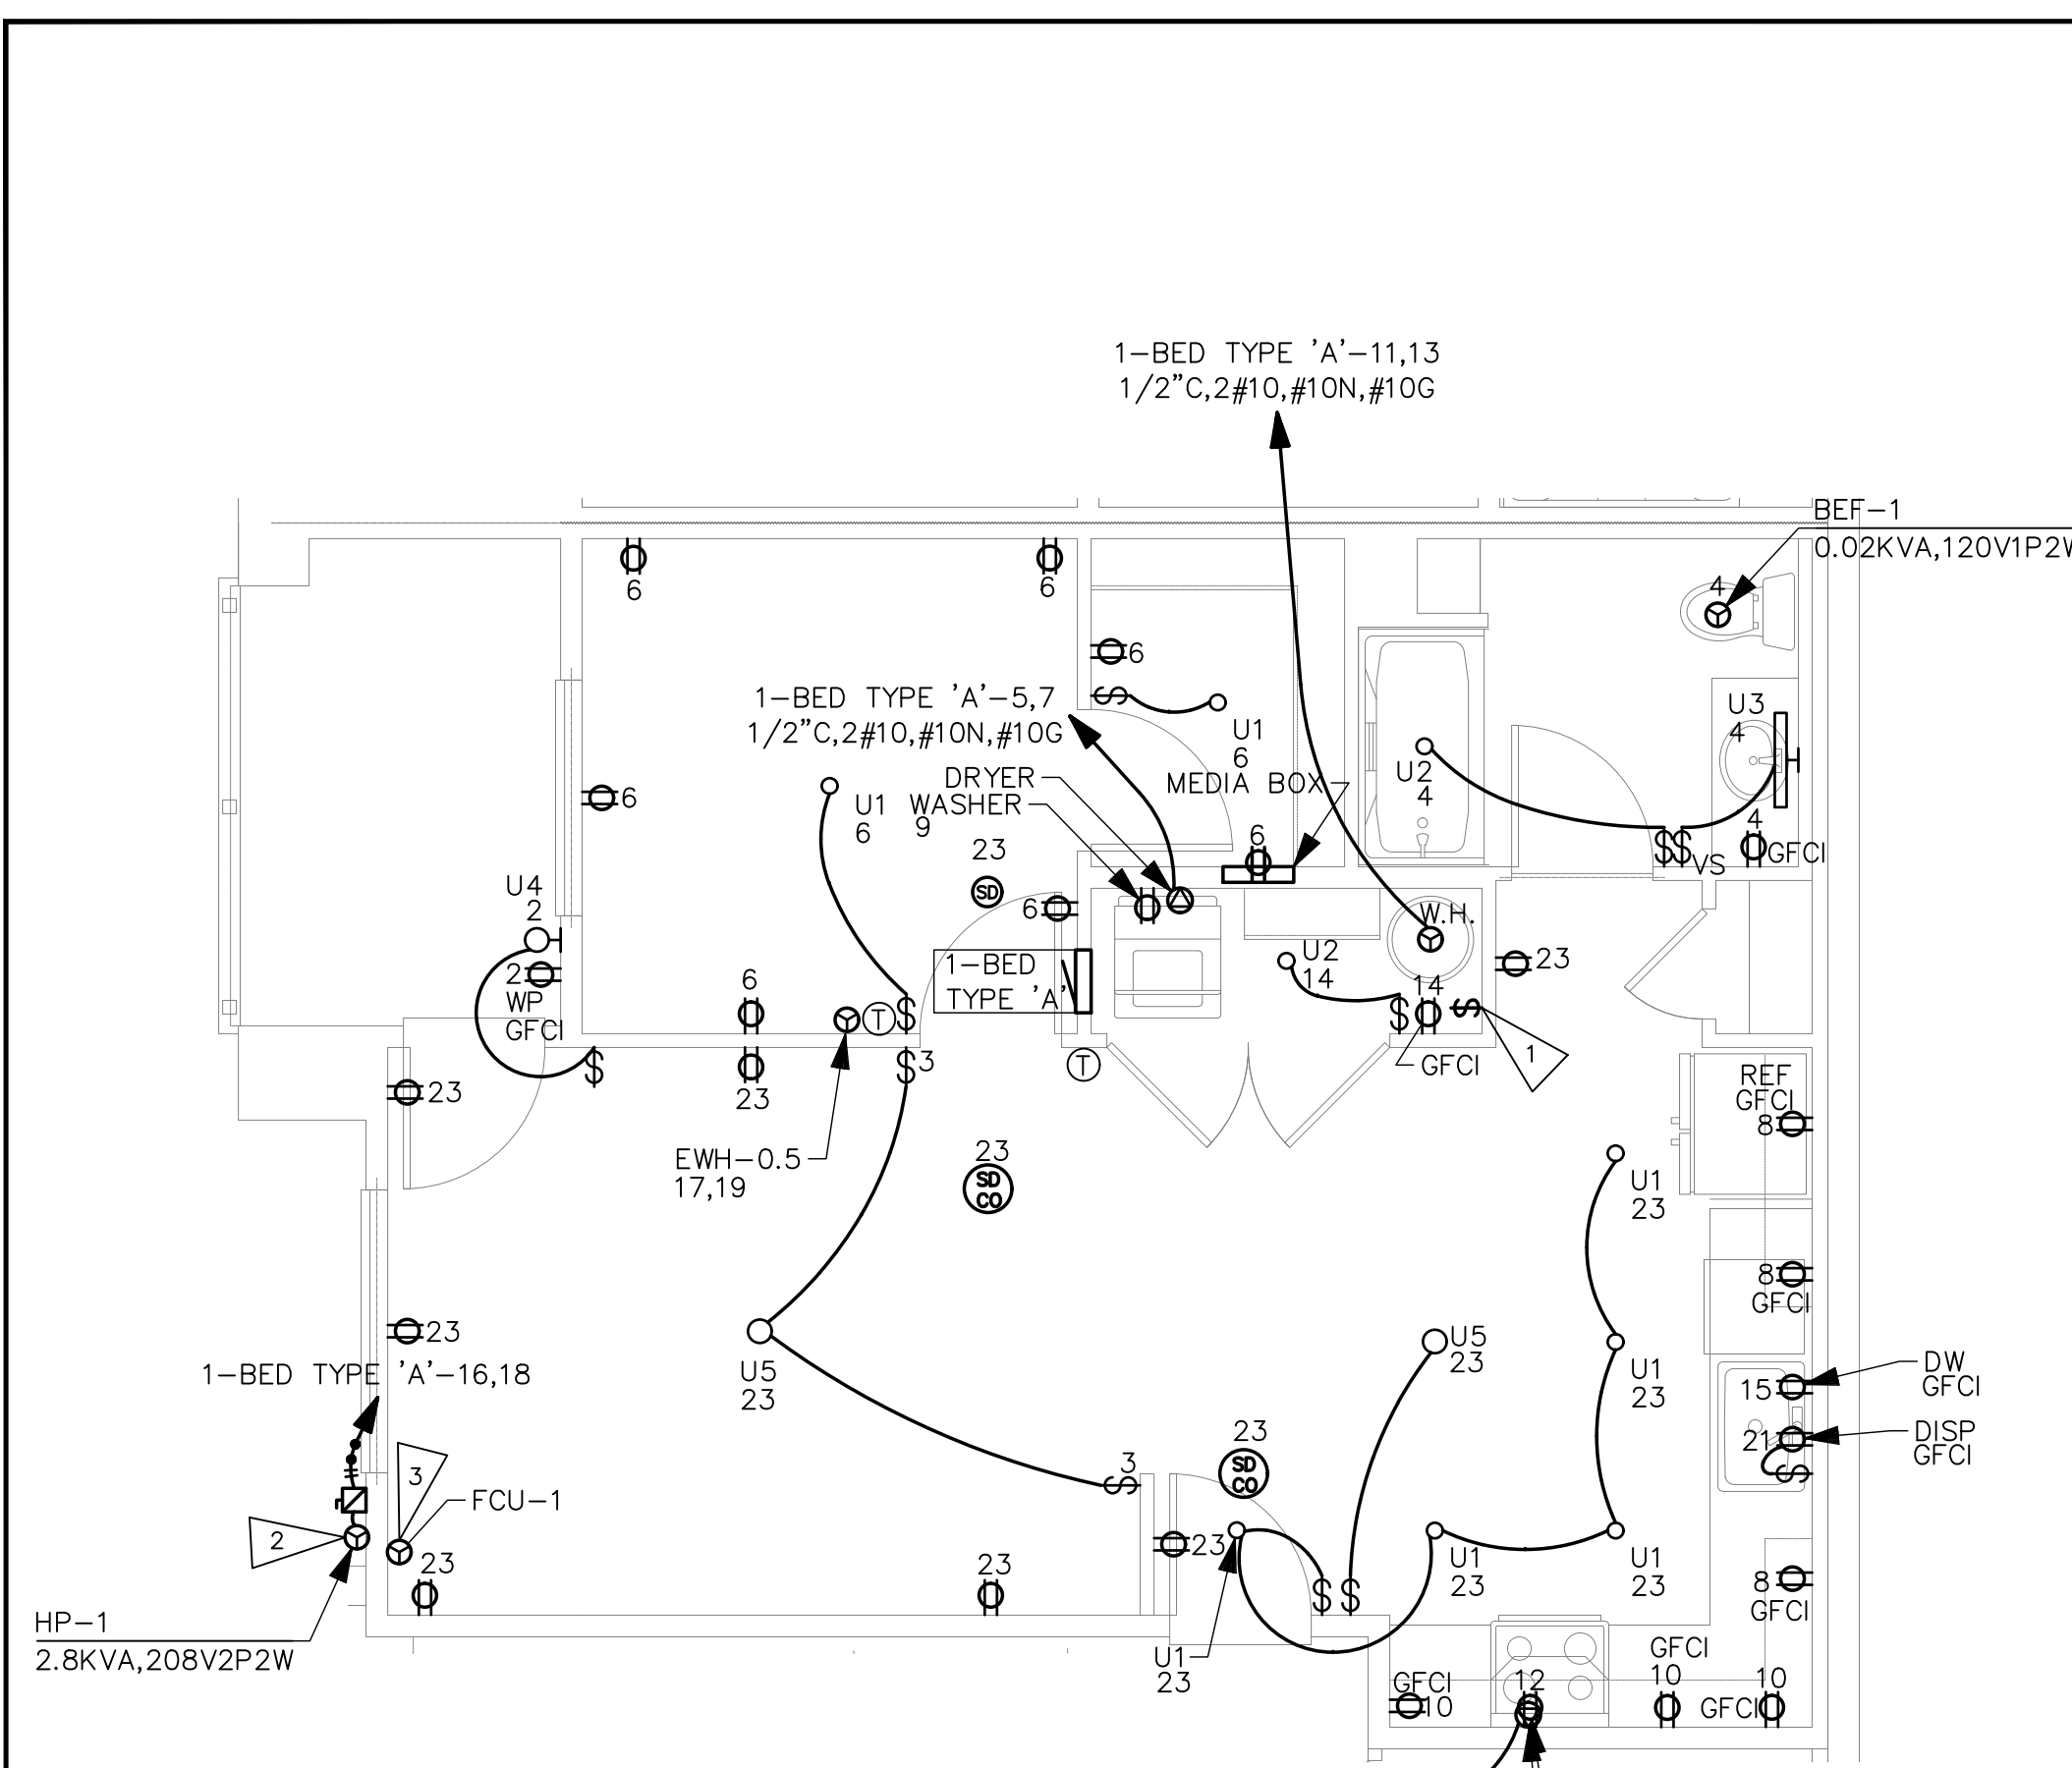 1-BED TYPE 'A'-11,13
1/2"C,2#10,#10N,#10G
BEF-1
0.02KVA,120V1P2W
6
6
4
6
1-BED TYPE 'A'-5,7
1/2"C,2#10,#10N,#10G
U1
6
U3
4
DRYER
WASHER
9
MEDIA BOX
U2
4
6
U1
6
4
GFCI
VS
6
23
SD
6
U4
2
2
WP
GFCI
W.H.
1-BED
TYPE 'A'
U2
14
14
GFCI
23
1
6
T
T
3
23
23
REF
GFCI
8
EWH-0.5
17,19
23
SD
CO
U1
23
8
GFCI
23
1-BED TYPE 'A'-16,18
U5
23
U5
23
U1
23
DW
GFCI
15
DISP
GFCI
21
3
FCU-1
2
23
SD
CO
3
23
23
23
U1
23
U1
23
U1
23
8
GFCI
HP-1
2.8KVA,208V2P2W
GFCI
10
12
GFCI
10
10
GFCI